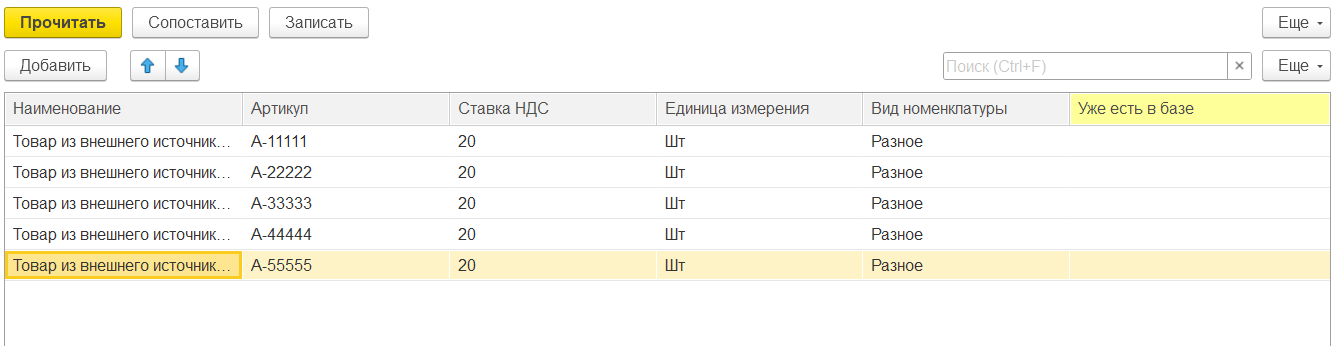 Прочитать Сопоставить Записать Еще
Добавить Поиск (Ctrl+F) × Еще
Наименование Артикул Ставка НДС Единица измерения Вид номенклатуры Уже есть в базе
Товар из внешнего источник... А-11111 20 Шт Разное
Товар из внешнего источник... А-22222 20 Шт Разное
Товар из внешнего источник... А-33333 20 Шт Разное
Товар из внешнего источник... А-44444 20 Шт Разное
Товар из внешнего источник... А-55555 20 Шт Разное